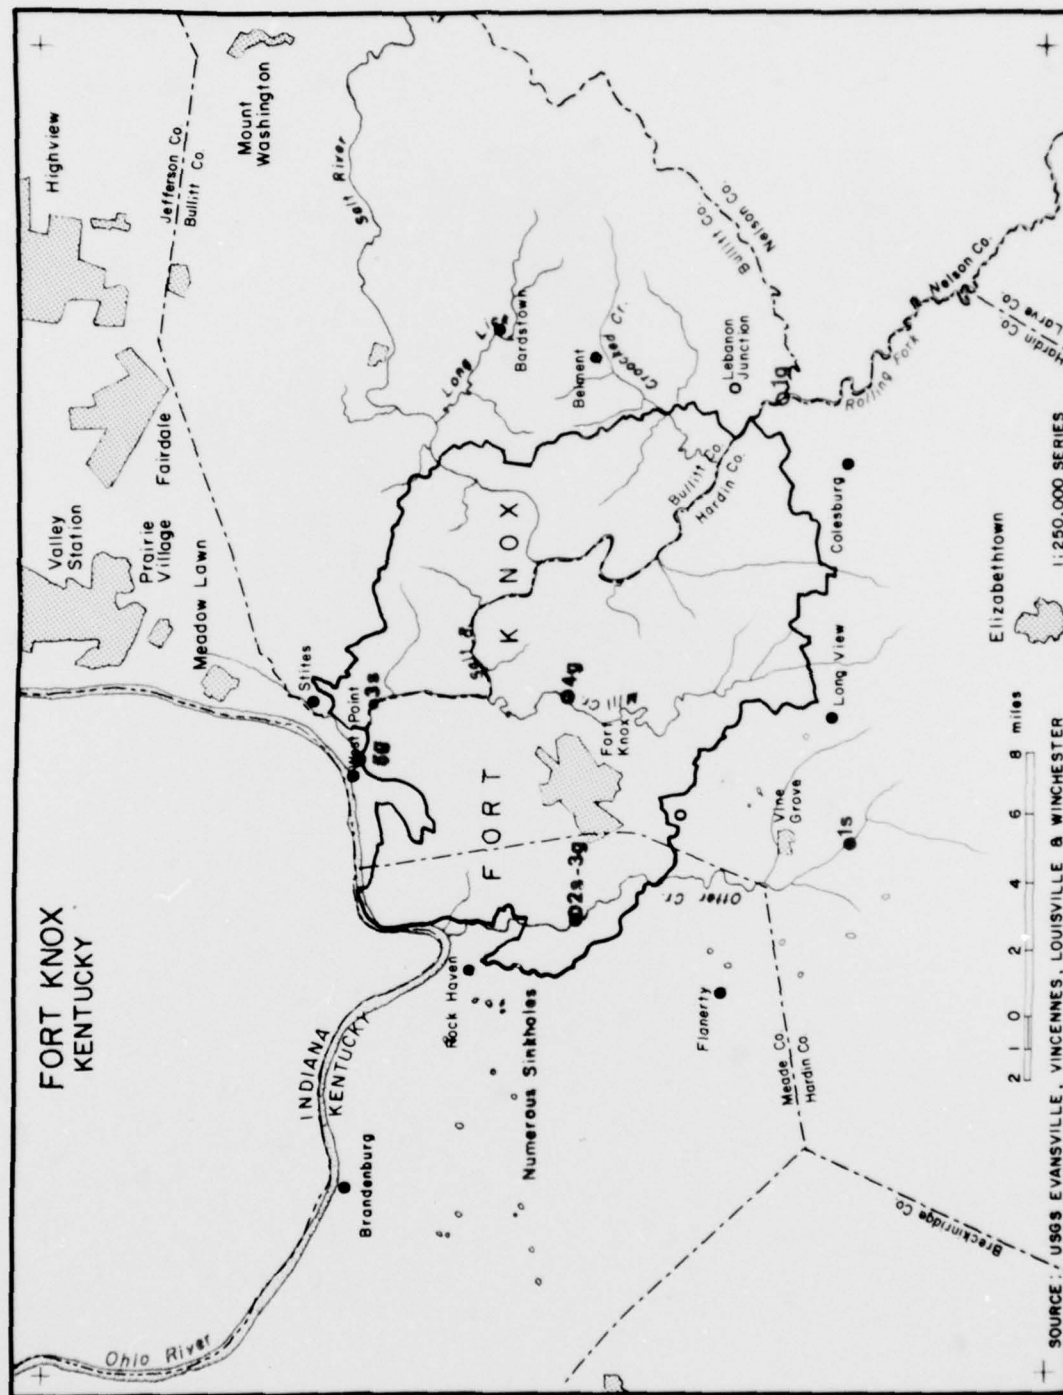 FORT KNOX
KENTUCKY
Highview
Jefferson Co.
Bullitt Co.
Mount
Washington
Valley
Station
Prairie
Village
Fairdale
Meadow Lawn
Stites
West Point
5g
3s
Salt River
Long Lick
Bardstown
Belmont
Croocked Cr.
Bullitt Co.
Nelson Co.
Lebanon
Junction
1g
Rolling Fork
Nelson Co.
Larve Co.
Hardin Co.
INDIANA
KENTUCKY
Ohio River
Brandenburg
Rock Haven
Numerous Sinkholes
FORT KNOX
Salt R.
4g
Fort
Knox
2s-3g
Otter Cr.
Bullitt Co.
Hardin Co.
Colesburg
Long View
Vine
Grove
1s
Flanerty
Meade Co.
Hardin Co.
Breckinridge Co.
Elizabethtown
2 1 0 2 4 6 8 miles
SOURCE: USGS EVANSVILLE, VINCENNES, LOUISVILLE & WINCHESTER 1:250,000 SERIES